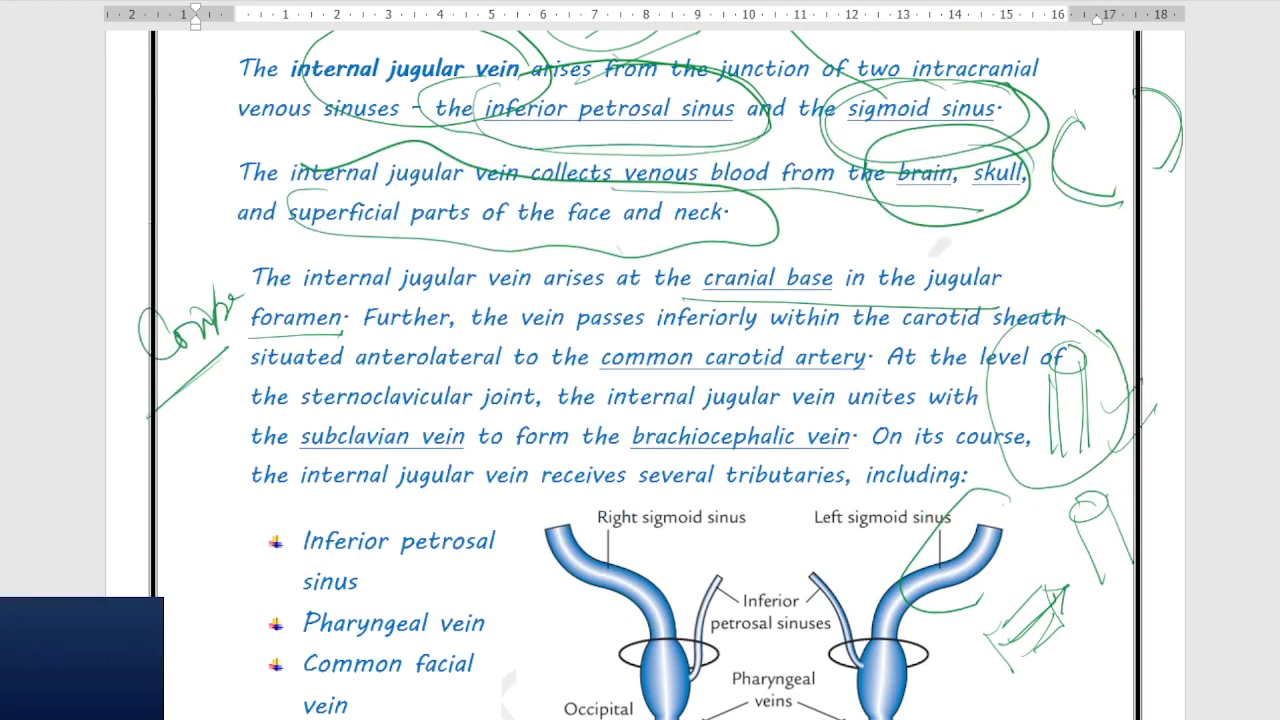 2 1 1 2 3 4 5 6 7 8 9 10 11 12 13 14 15 16 17 18
The internal jugular vein arises from the junction of two intracranial
venous sinuses - the inferior petrosal sinus and the sigmoid sinus.
The internal jugular vein collects venous blood from the brain, skull,
and superficial parts of the face and neck.
The internal jugular vein arises at the cranial base in the jugular
foramen. Further, the vein passes inferiorly within the carotid sheath
situated anterolateral to the common carotid artery. At the level of
the sternoclavicular joint, the internal jugular vein unites with
the subclavian vein to form the brachiocephalic vein. On its course,
the internal jugular vein receives several tributaries, including:
Inferior petrosal
sinus
Pharyngeal vein
Common facial
vein
Right sigmoid sinus
Left sigmoid sinus
Inferior
petrosal sinuses
Pharyngeal
veins
Occipital